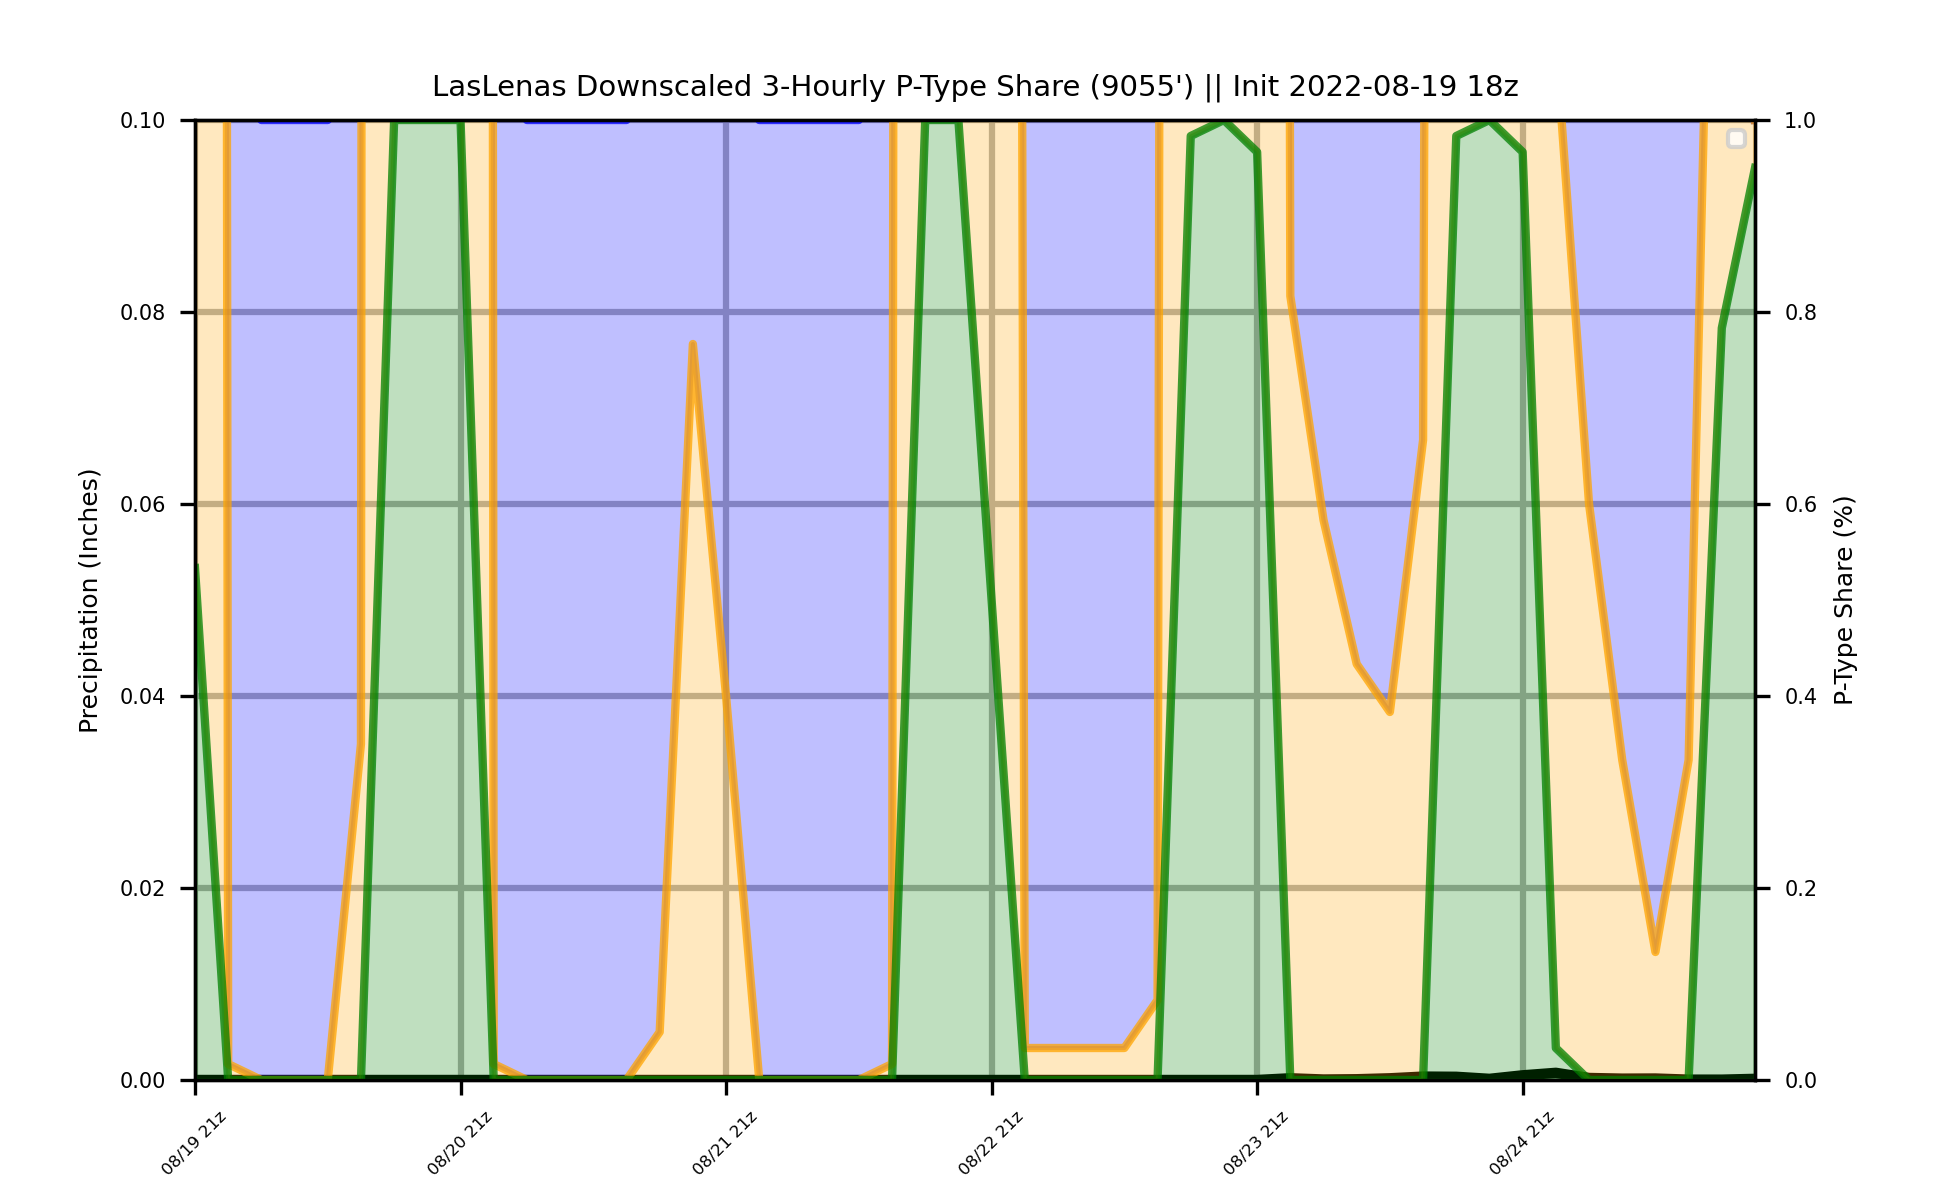 LasLenas Downscaled 3-Hourly P-Type Share (9055') || Init 2022-08-19 18z
0.10
0.08
0.06
0.04
0.02
0.00
Precipitation (Inches)
1.0
0.8
0.6
0.4
0.2
0.0
P-Type Share (%)
08/19 21z
08/20 21z
08/21 21z
08/22 21z
08/23 21z
08/24 21z